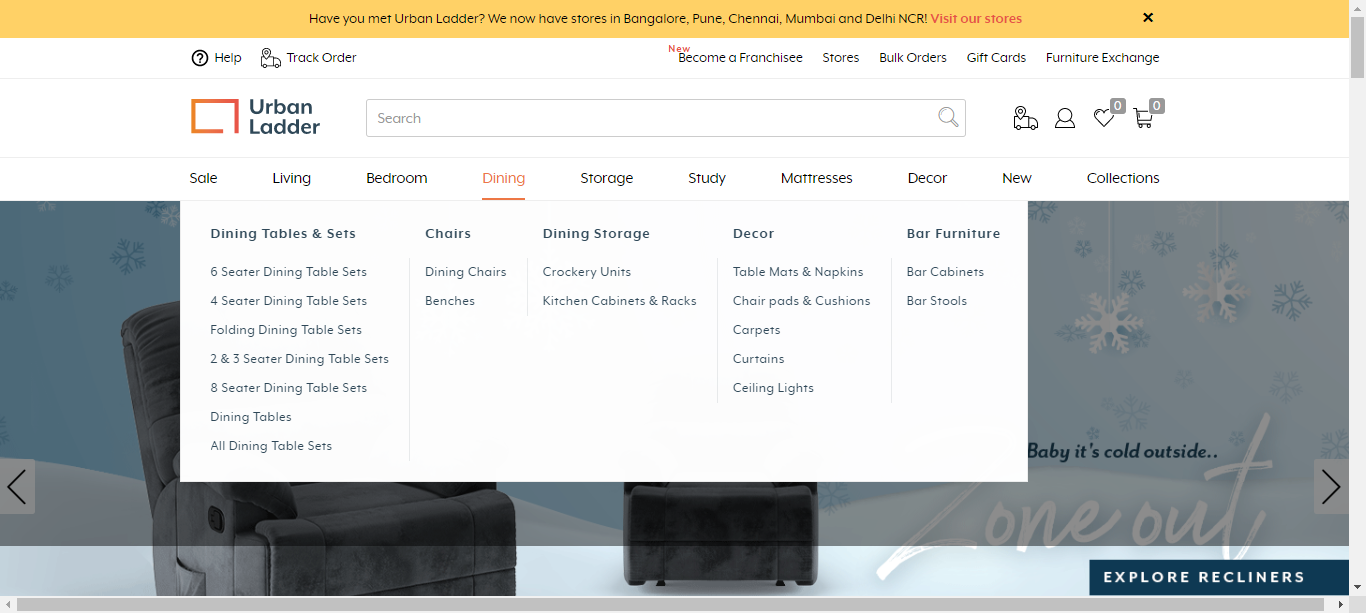 Have you met Urban Ladder? We now have stores in Bangalore, Pune, Chennai, Mumbai and Delhi NCR! Visit our stores
Help Track Order
New
Become a Franchisee Stores Bulk Orders Gift Cards Furniture Exchange
Urban
Ladder
Search
0 0
Sale Living Bedroom Dining Storage Study Mattresses Decor New Collections
Dining Tables & Sets
6 Seater Dining Table Sets
4 Seater Dining Table Sets
Folding Dining Table Sets
2 & 3 Seater Dining Table Sets
8 Seater Dining Table Sets
Dining Tables
All Dining Table Sets
Chairs
Dining Chairs
Benches
Dining Storage
Crockery Units
Kitchen Cabinets & Racks
Decor
Table Mats & Napkins
Chair pads & Cushions
Carpets
Curtains
Ceiling Lights
Bar Furniture
Bar Cabinets
Bar Stools
Baby it's cold outside..
Zone out
EXPLORE RECLINERS